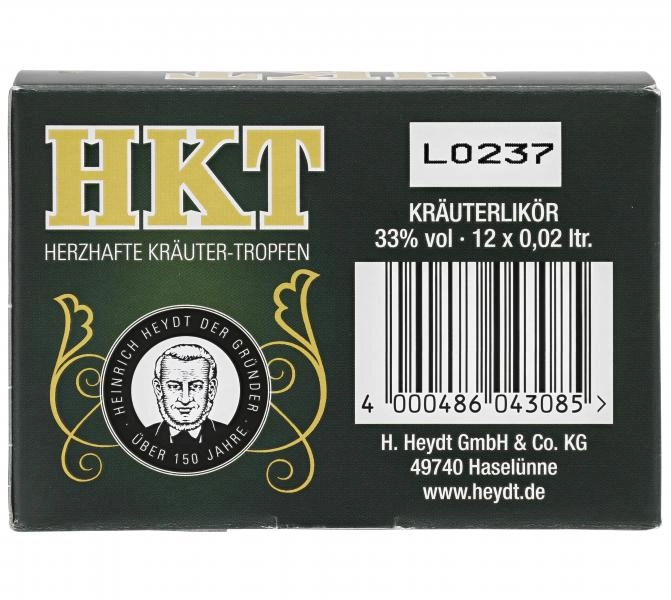 HKT
HERZHAFTE KRÄUTER-TROPFEN
HEINRICH HEYDT DER GRÜNDER
· ÜBER 150 JAHRE ·
L0237
KRÄUTERLIKÖR
33% vol · 12 x 0,02 ltr.
4 000486 043085 >
H. Heydt GmbH & Co. KG
49740 Haselünne
www.heydt.de